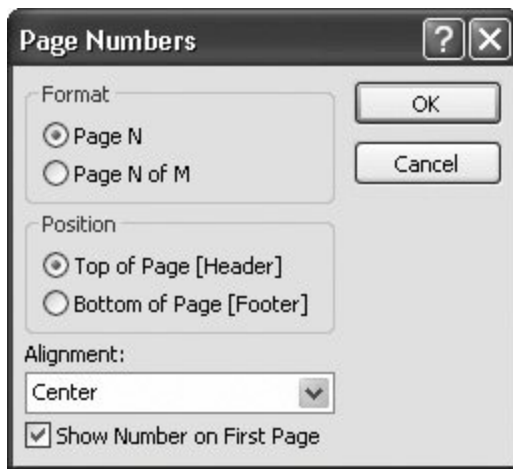 Page Numbers
Format
Page N
Page N of M
OK
Cancel
Position
Top of Page [Header]
Bottom of Page [Footer]
Alignment:
Center
Show Number on First Page